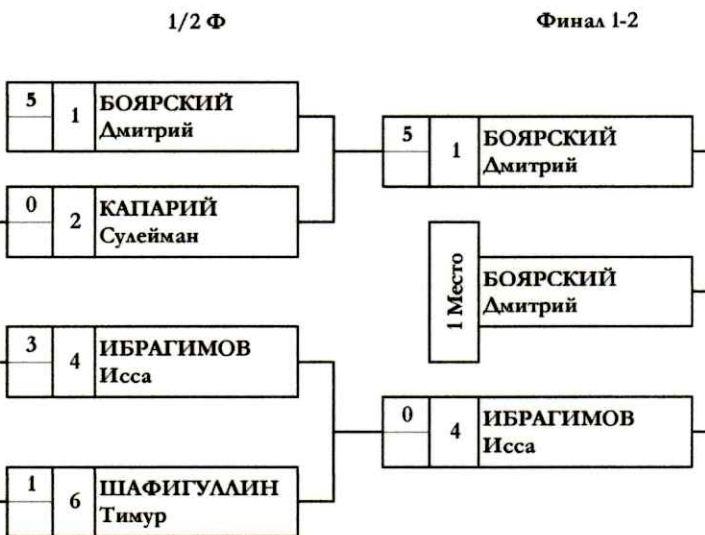 1/2 Ф
Финал 1-2
5
1
БОЯРСКИЙ
Дмитрий
0
2
КАПАРИЙ
Сулейман
3
4
ИБРАГИМОВ
Исса
1
6
ШАФИГУЛЛИН
Тимур
5
1
БОЯРСКИЙ
Дмитрий
1 Место
БОЯРСКИЙ
Дмитрий
0
4
ИБРАГИМОВ
Исса